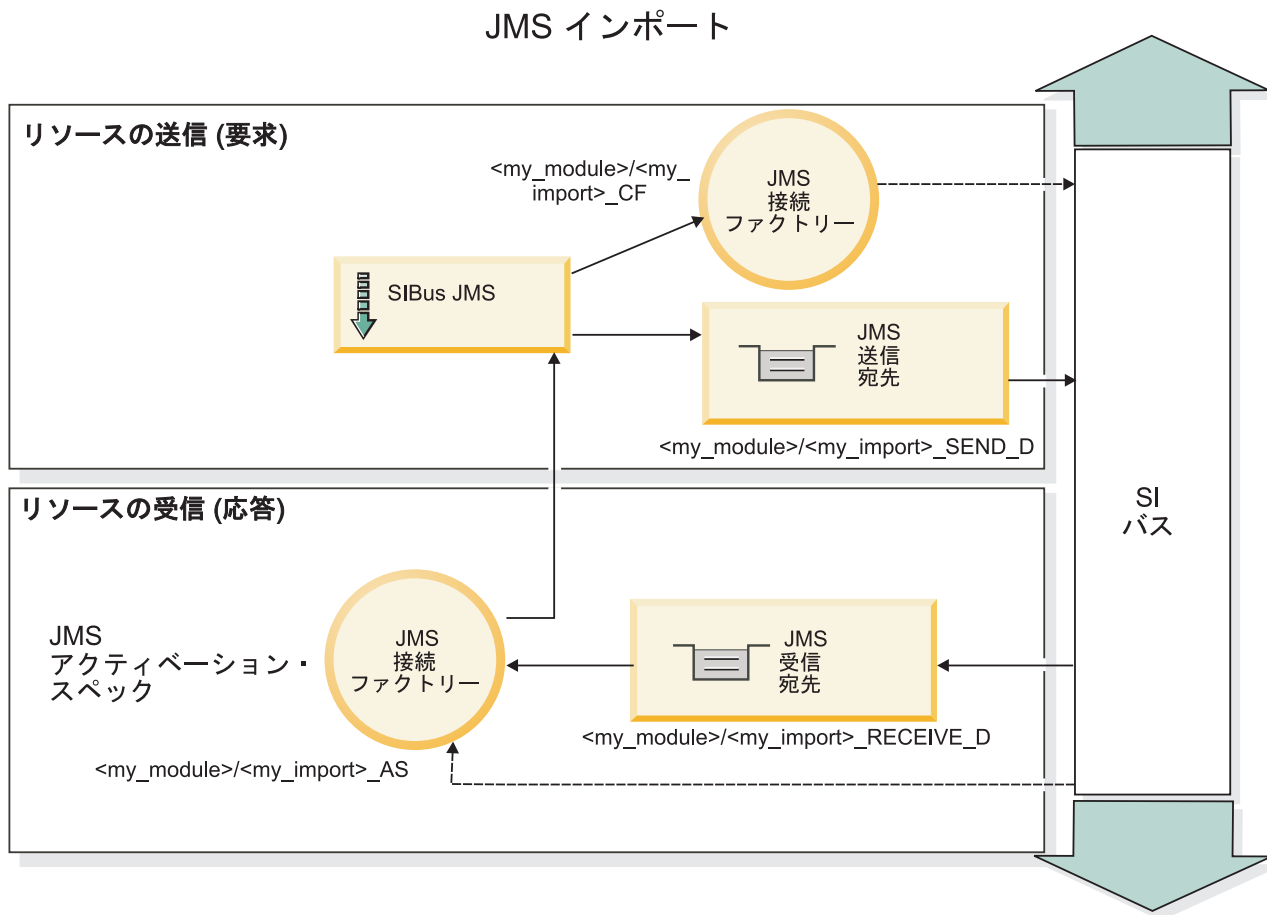 JMS インポート
リソースの送信 (要求)
<my_module>/<my_
import>_CF
JMS
接続
ファクトリー
SIBus JMS
JMS
送信
宛先
<my_module>/<my_import>_SEND_D
SI
バス
リソースの受信 (応答)
JMS
アクティベーション・
スペック
JMS
接続
ファクトリー
JMS
受信
宛先
<my_module>/<my_import>_RECEIVE_D
<my_module>/<my_import>_AS